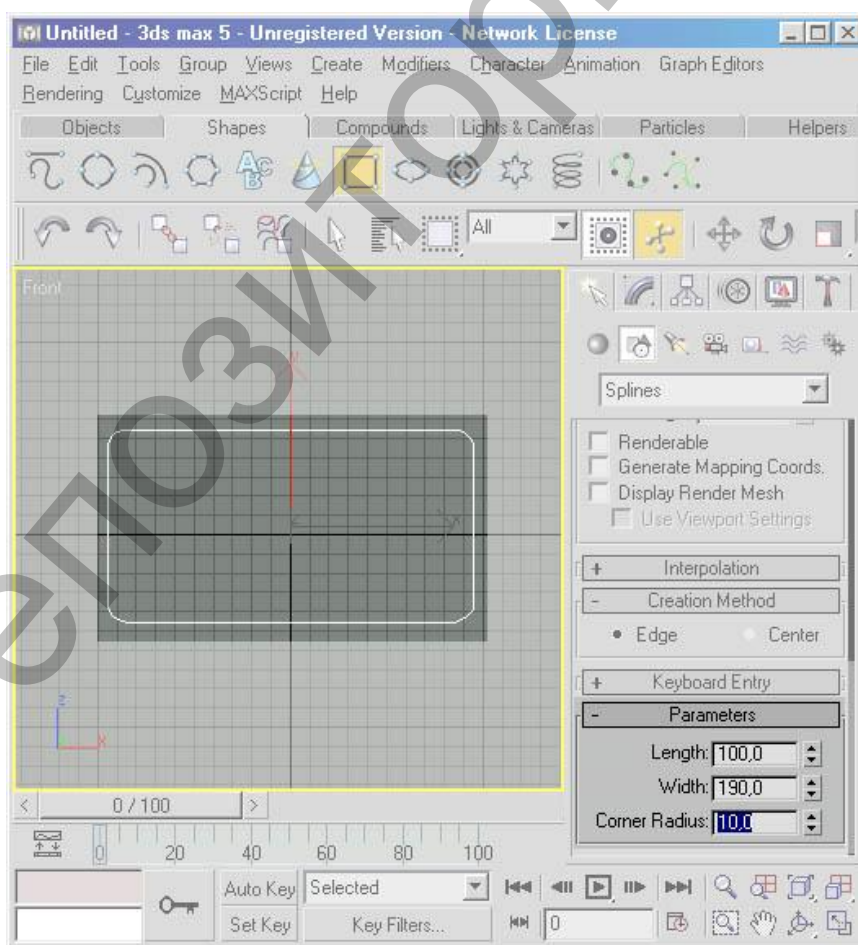 Untitled - 3ds max 5 - Unregistered Version - Network License
File Edit Tools Group Views Create Modifiers Character Animation Graph Editors
Rendering Customize MAXScript Help
Objects Shapes Compounds Lights & Cameras Particles Helpers
All
Front
Splines
Renderable
Generate Mapping Coords.
Display Render Mesh
Use Viewport Settings
+ Interpolation
- Creation Method
Edge Center
+ Keyboard Entry
- Parameters
Length: 100,0
Width: 190,0
Corner Radius: 10,0
y
x
z
x
< 0 / 100 >
0 20 40 60 80 100
Auto Key Selected
Set Key Key Filters... 0
епозитори